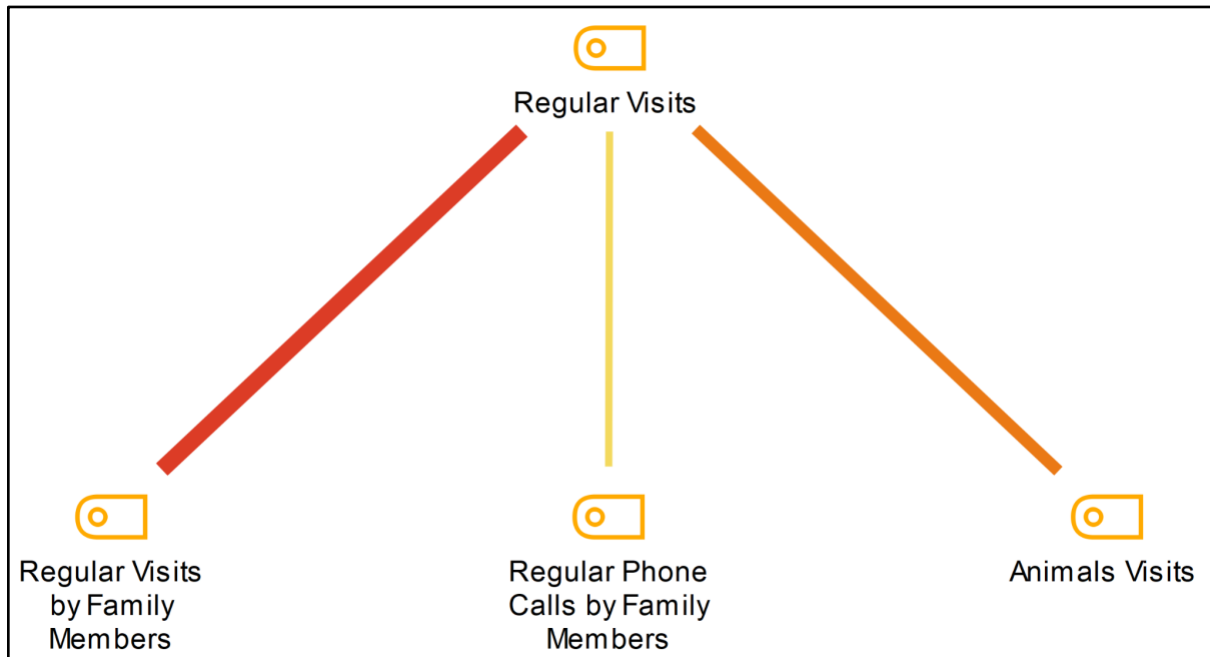 Regular Visits
Regular Visits
by Family
Members
Regular Phone
Calls by Family
Members
Animals Visits